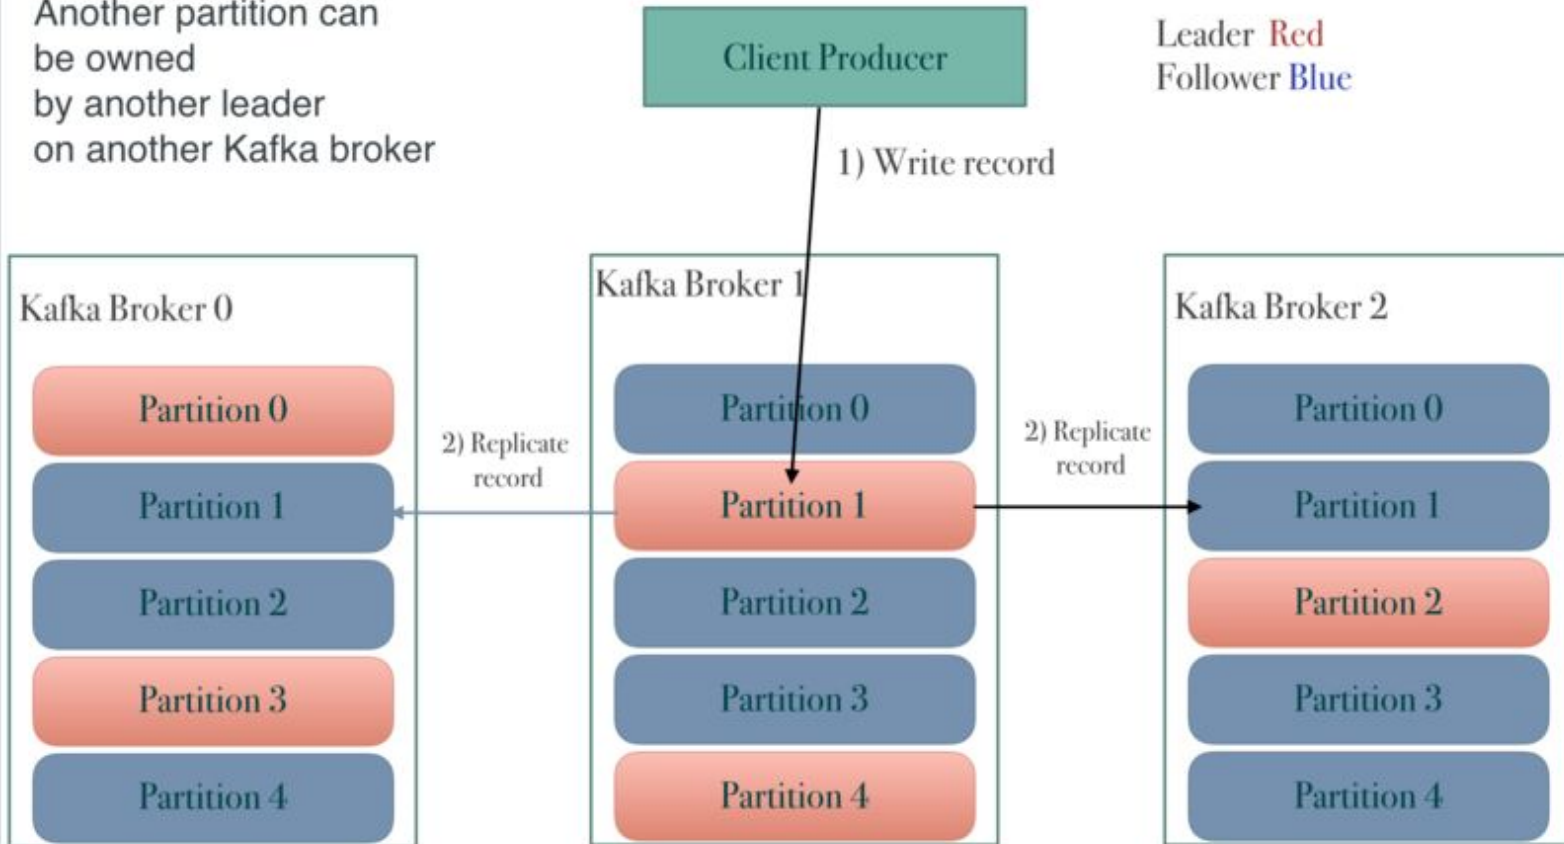 Another partition can
be owned
by another leader
on another Kafka broker
Client Producer
Leader Red
Follower Blue
1) Write record
Kafka Broker 0
Partition 0
Partition 1
Partition 2
Partition 3
Partition 4
2) Replicate
record
Kafka Broker 1
Partition 0
Partition 1
Partition 2
Partition 3
Partition 4
2) Replicate
record
Kafka Broker 2
Partition 0
Partition 1
Partition 2
Partition 3
Partition 4